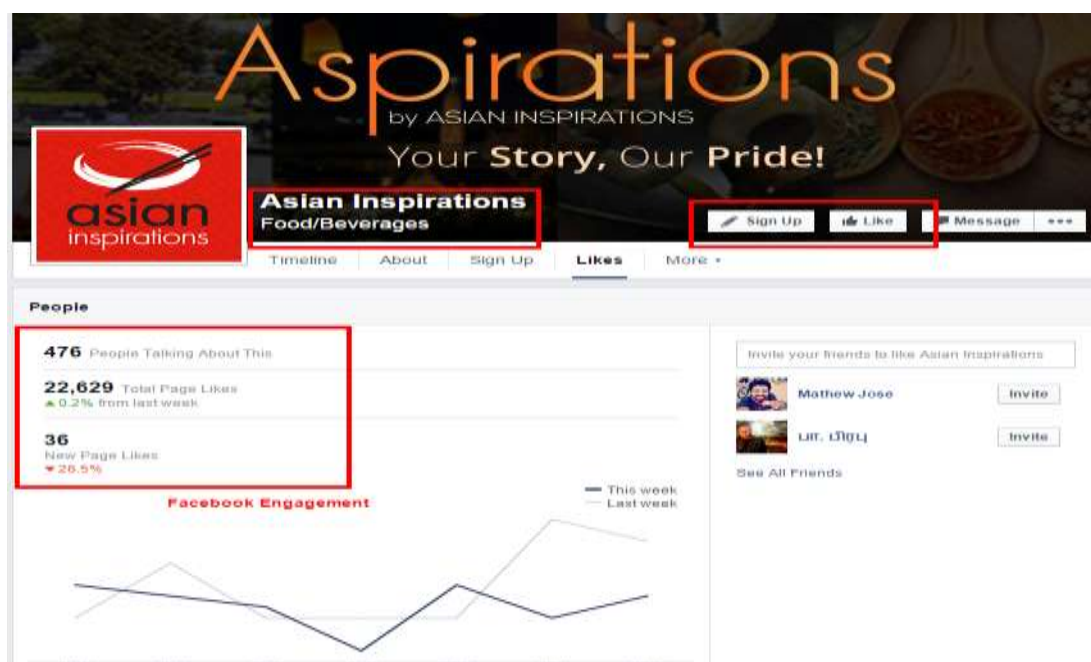 Aspirations
by ASIAN INSPIRATIONS
Your Story, Our Pride!
asian
inspirations
Asian Inspirations
Food/Beverages
Sign Up
Like
Message
Timeline
About
Sign Up
Likes
More
People
476 People Talking About This
22,629 Total Page Likes
▲0.2% from last week
36
New Page Likes
▼28.5%
Facebook Engagement
This week
Last week
Invite your friends to like Asian Inspirations
Mathew Jose
Invite
பா. பிரபு
Invite
See All Friends